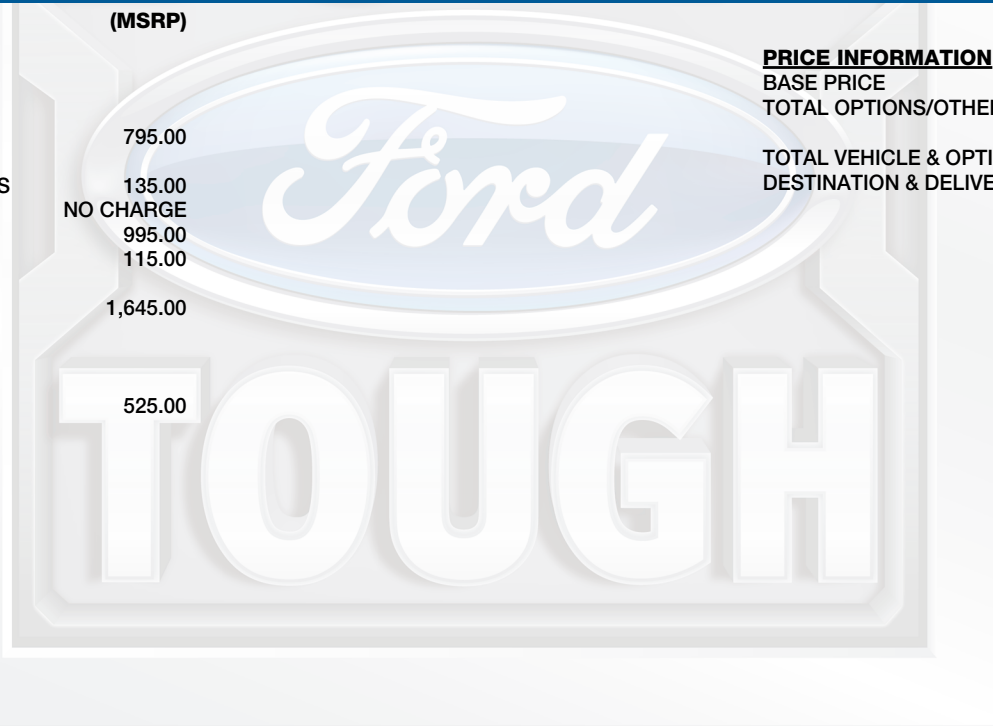 (MSRP)
795.00
S 135.00
NO CHARGE
995.00
115.00
1,645.00
525.00
PRICE INFORMATION
BASE PRICE
TOTAL OPTIONS/OTHER
TOTAL VEHICLE & OPTI
DESTINATION & DELIVE
Ford
TOUGH